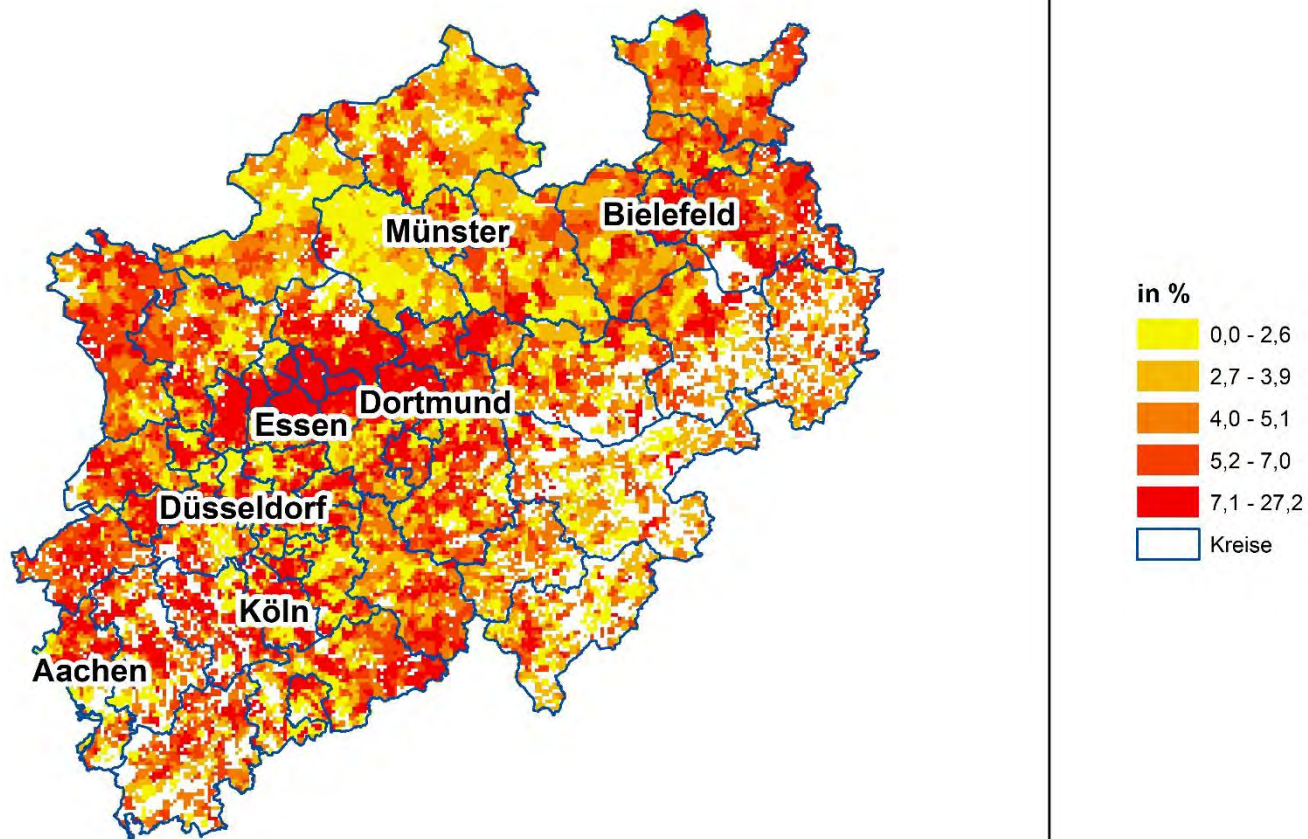 Münster
Bielefeld
Dortmund
Essen
Düsseldorf
Köln
Aachen
in %
0,0 - 2,6
2,7 - 3,9
4,0 - 5,1
5,2 - 7,0
7,1 - 27,2
Kreise